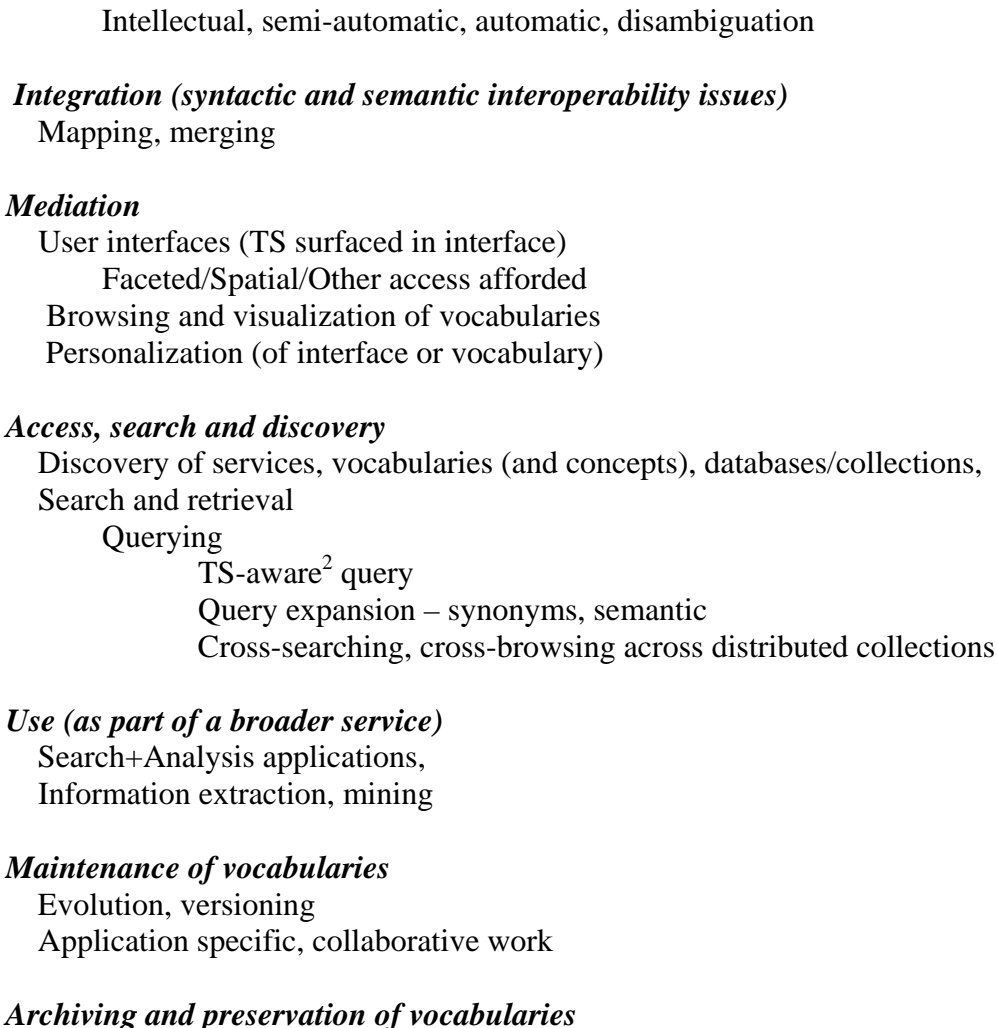 Intellectual, semi-automatic, automatic, disambiguation
Integration (syntactic and semantic interoperability issues)
Mapping, merging
Mediation
User interfaces (TS surfaced in interface)
Faceted/Spatial/Other access afforded
Browsing and visualization of vocabularies
Personalization (of interface or vocabulary)
Access, search and discovery
Discovery of services, vocabularies (and concepts), databases/collections,
Search and retrieval
Querying
TS-aware² query
Query expansion – synonyms, semantic
Cross-searching, cross-browsing across distributed collections
Use (as part of a broader service)
Search+Analysis applications,
Information extraction, mining
Maintenance of vocabularies
Evolution, versioning
Application specific, collaborative work
Archiving and preservation of vocabularies